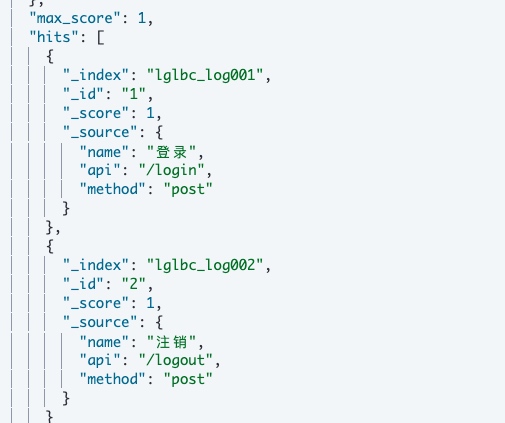 },
"max_score": 1,
"hits": [
{
"_index": "lglbc_log001",
"_id": "1",
"_score": 1,
"_source": {
"name": "登录",
"api": "/login",
"method": "post"
}
},
{
"_index": "lglbc_log002",
"_id": "2",
"_score": 1,
"_source": {
"name": "注销",
"api": "/logout",
"method": "post"
}
}